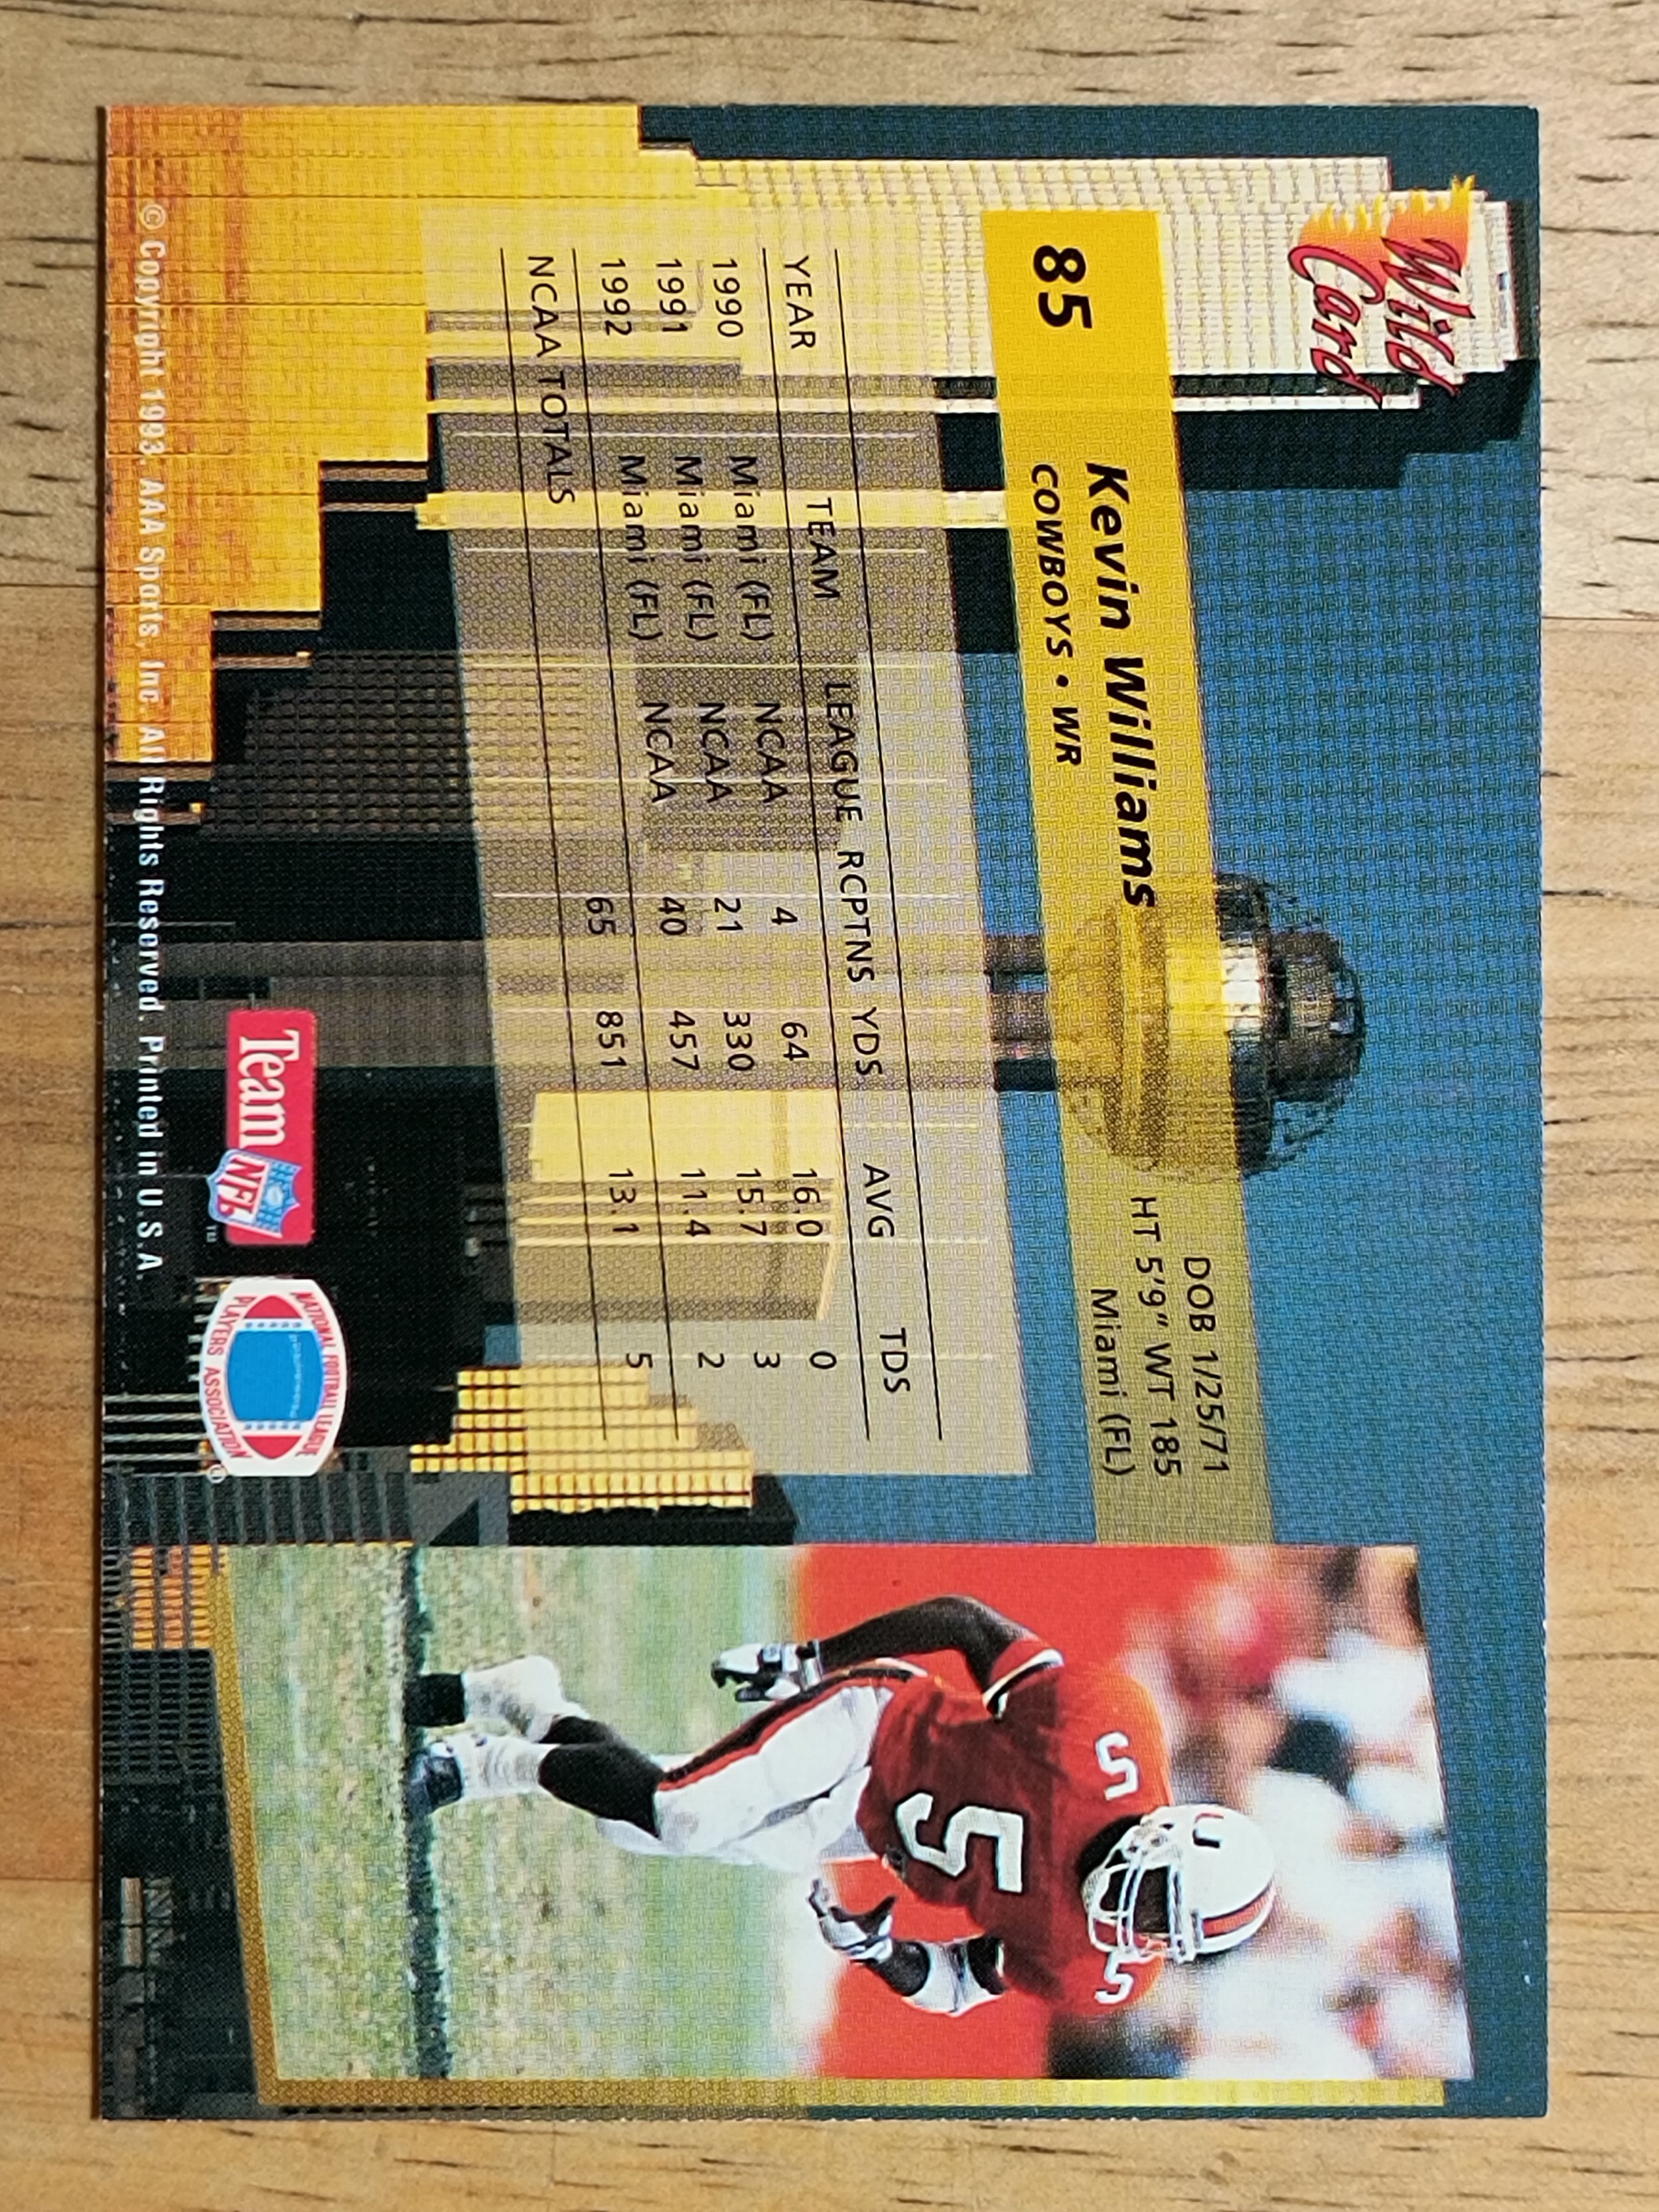 Wild
Card
85 Kevin Williams
COWBOYS • WR
DOB 1/25/71
HT 5'9" WT 185
Miami (FL)
YEAR TEAM LEAGUE RCPTNS YDS AVG TDS
1990 Miami (FL) NCAA 4 64 16.0 0
1991 Miami (FL) NCAA 21 330 15.7 3
1992 Miami (FL) NCAA 40 457 11.4 2
NCAA TOTALS 65 851 13.1 5
5
5
5
U
Team NFL ™
NATIONAL FOOTBALL LEAGUE
PLAYERS ASSOCIATION ®
© Copyright 1993, AAA Sports, Inc. All Rights Reserved. Printed in U.S.A.